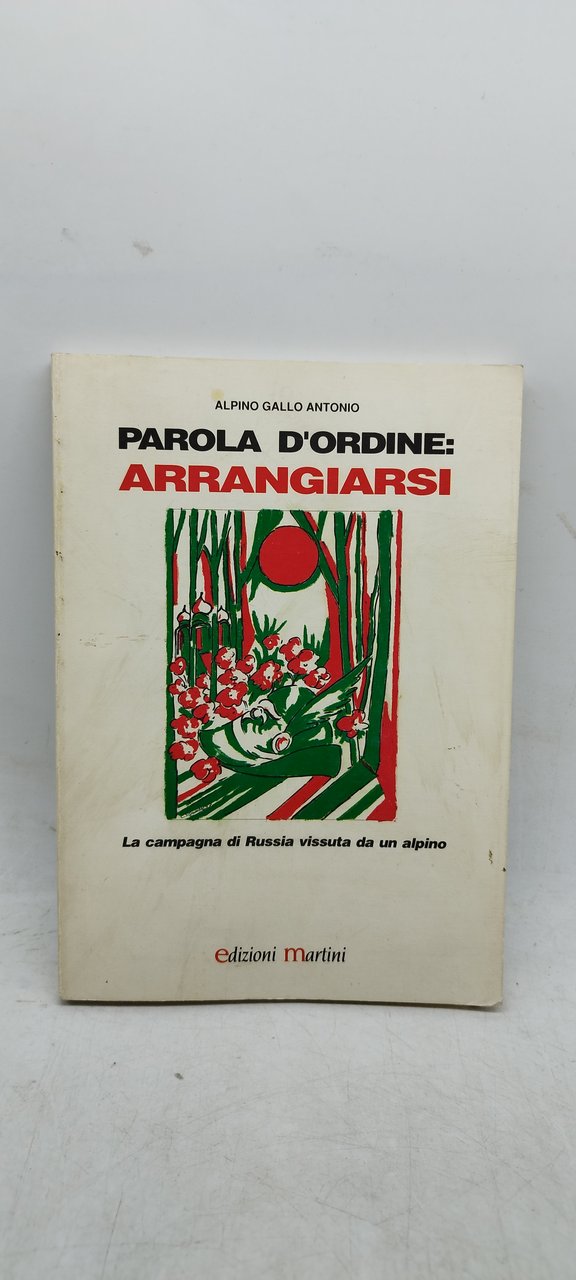 ALPINO GALLO ANTONIO
PAROLA D'ORDINE:
ARRANGIARSI
La campagna di Russia vissuta da un alpino
edizioni martini